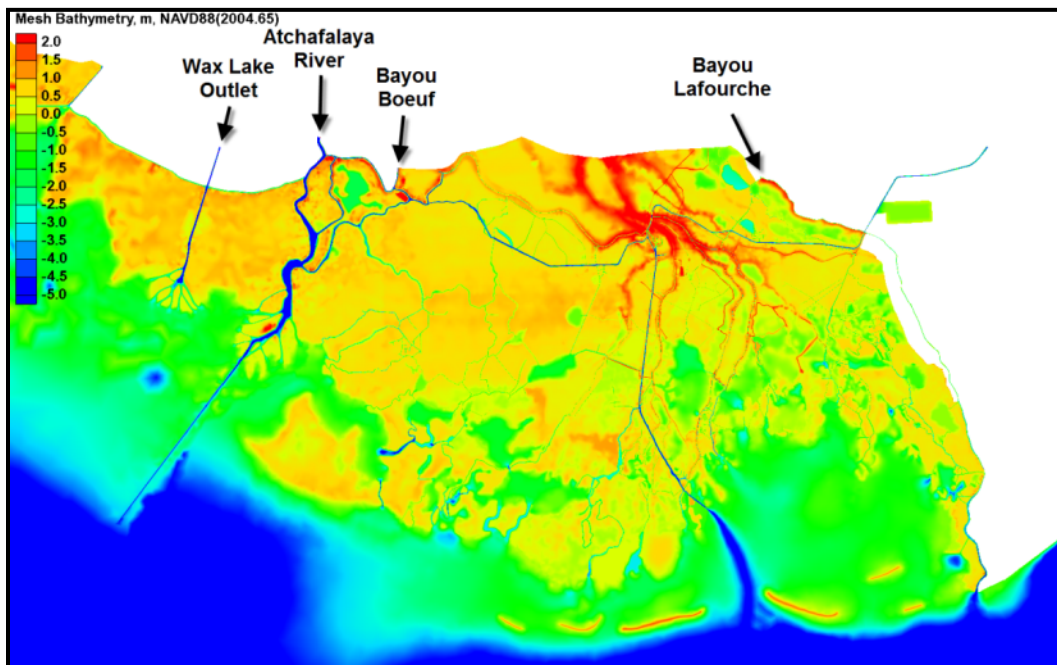 Mesh Bathymetry, m, NAVD88(2004.65)
2.0
1.5
1.0
0.5
0.0
-0.5
-1.0
-1.5
-2.0
-2.5
-3.0
-3.5
-4.0
-4.5
-5.0
Wax Lake
Outlet
Atchafalaya
River
Bayou
Boeuf
Bayou
Lafourche